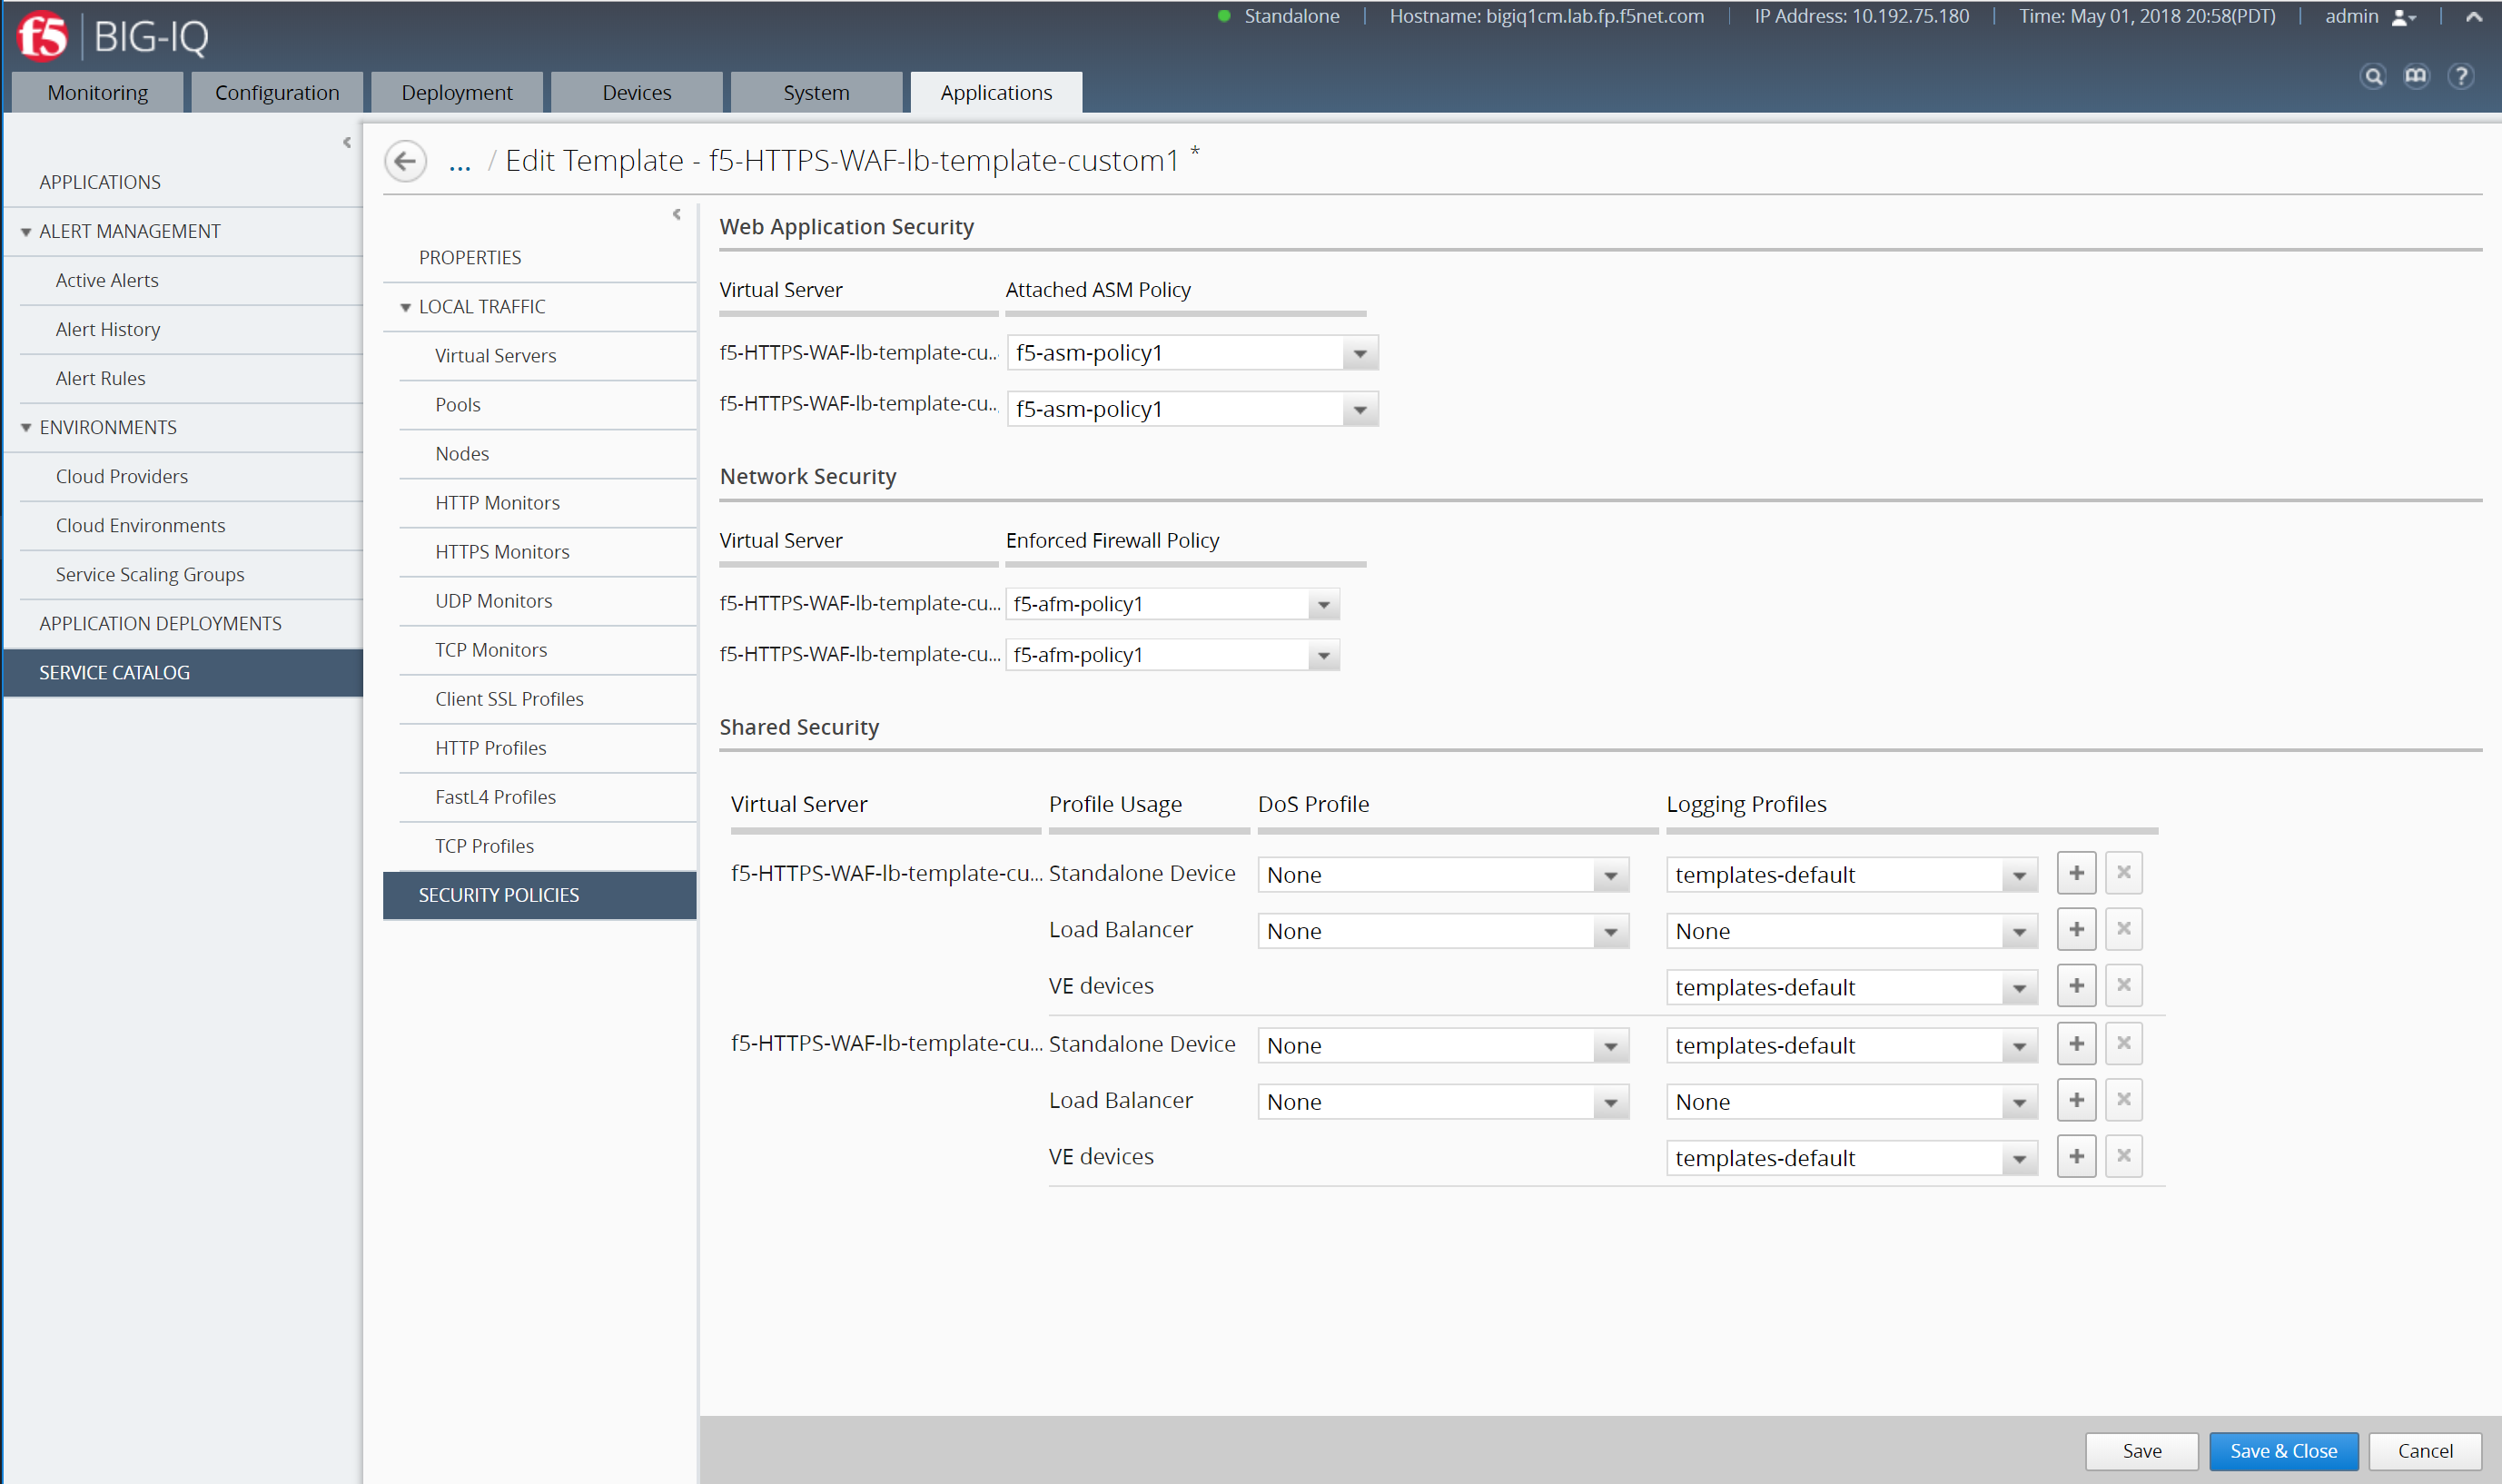 f5 BIG-IQ
Standalone | Hostname: bigiq1cm.lab.fp.f5net.com | IP Address: 10.192.75.180 | Time: May 01, 2018 20:58(PDT) | admin
Monitoring Configuration Deployment Devices System Applications
APPLICATIONS
ALERT MANAGEMENT
Active Alerts
Alert History
Alert Rules
ENVIRONMENTS
Cloud Providers
Cloud Environments
Service Scaling Groups
APPLICATION DEPLOYMENTS
SERVICE CATALOG
... / Edit Template - f5-HTTPS-WAF-lb-template-custom1 *
PROPERTIES
LOCAL TRAFFIC
Virtual Servers
Pools
Nodes
HTTP Monitors
HTTPS Monitors
UDP Monitors
TCP Monitors
Client SSL Profiles
HTTP Profiles
FastL4 Profiles
TCP Profiles
SECURITY POLICIES
Web Application Security
Virtual Server Attached ASM Policy
f5-HTTPS-WAF-lb-template-cu... f5-asm-policy1
f5-HTTPS-WAF-lb-template-cu... f5-asm-policy1
Network Security
Virtual Server Enforced Firewall Policy
f5-HTTPS-WAF-lb-template-cu... f5-afm-policy1
f5-HTTPS-WAF-lb-template-cu... f5-afm-policy1
Shared Security
Virtual Server Profile Usage DoS Profile Logging Profiles
f5-HTTPS-WAF-lb-template-cu... Standalone Device None templates-default
Load Balancer None None
VE devices templates-default
f5-HTTPS-WAF-lb-template-cu... Standalone Device None templates-default
Load Balancer None None
VE devices templates-default
Save Save & Close Cancel